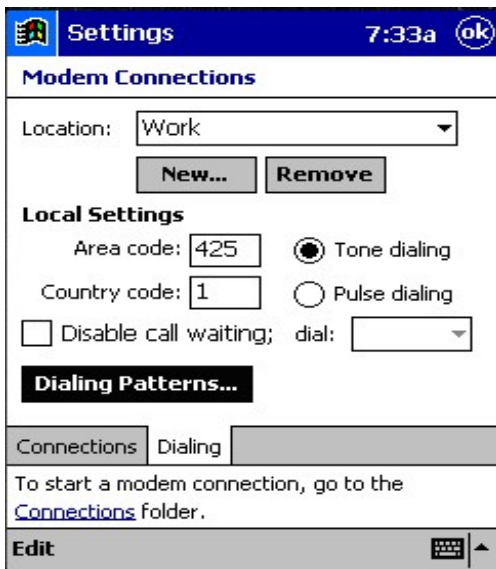 Settings 7:33a ok
Modem Connections
Location: Work
New... Remove
Local Settings
Area code: 425 Tone dialing
Country code: 1 Pulse dialing
Disable call waiting; dial:
Dialing Patterns...
Connections Dialing
To start a modem connection, go to the
Connections folder.
Edit